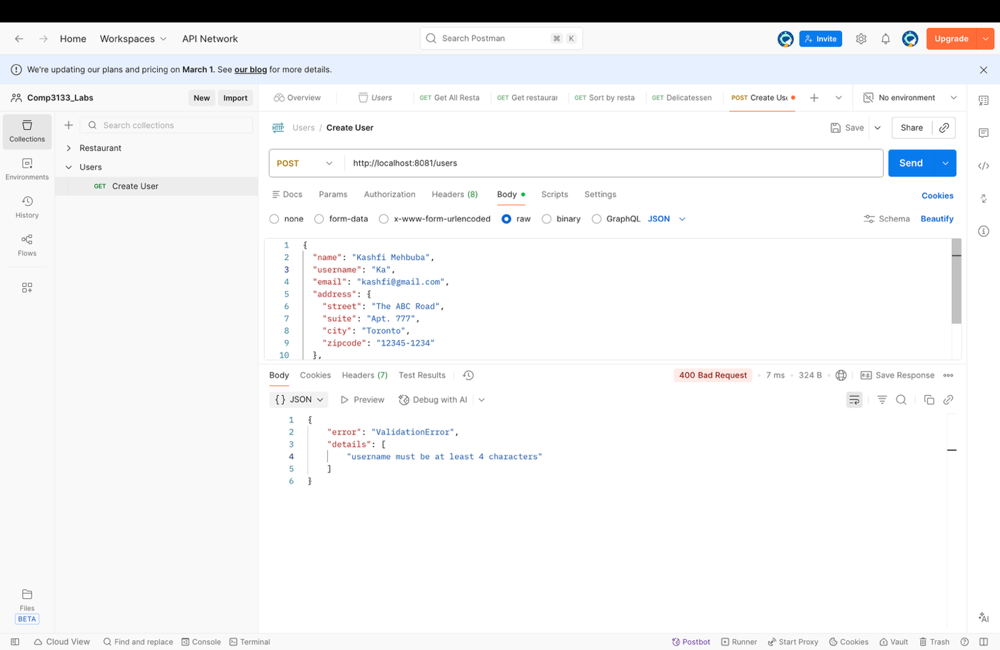 Home Workspaces API Network Search Postman ⌘ K Invite Upgrade
We're updating our plans and pricing on March 1. See our blog for more details.
Comp3133_Labs New Import
Overview Users GET Get All Resta GET Get restaurar GET Sort by resta GET Delicatessen POST Create Use No environment
Collections
Search collections
Restaurant
Users
GET Create User
Environments
History
Flows
Files
BETA
HTTP Users / Create User Save Share
POST http://localhost:8081/users Send
Docs Params Authorization Headers (8) Body Scripts Settings Cookies
none form-data x-www-form-urlencoded raw binary GraphQL JSON Schema Beautify
1 {
2 "name": "Kashfi Mehbuba",
3 "username": "Ka",
4 "email": "kashfi@gmail.com",
5 "address": {
6 "street": "The ABC Road",
7 "suite": "Apt. 777",
8 "city": "Toronto",
9 "zipcode": "12345-1234"
10 },
Body Cookies Headers (7) Test Results 400 Bad Request 7 ms 324 B e.g. Save Response
{} JSON Preview Debug with AI
1 {
2 "error": "ValidationError",
3 "details": [
4 "username must be at least 4 characters"
5 ]
6 }
AI
Cloud View Find and replace Console Terminal Postbot Runner Start Proxy Cookies Vault Trash